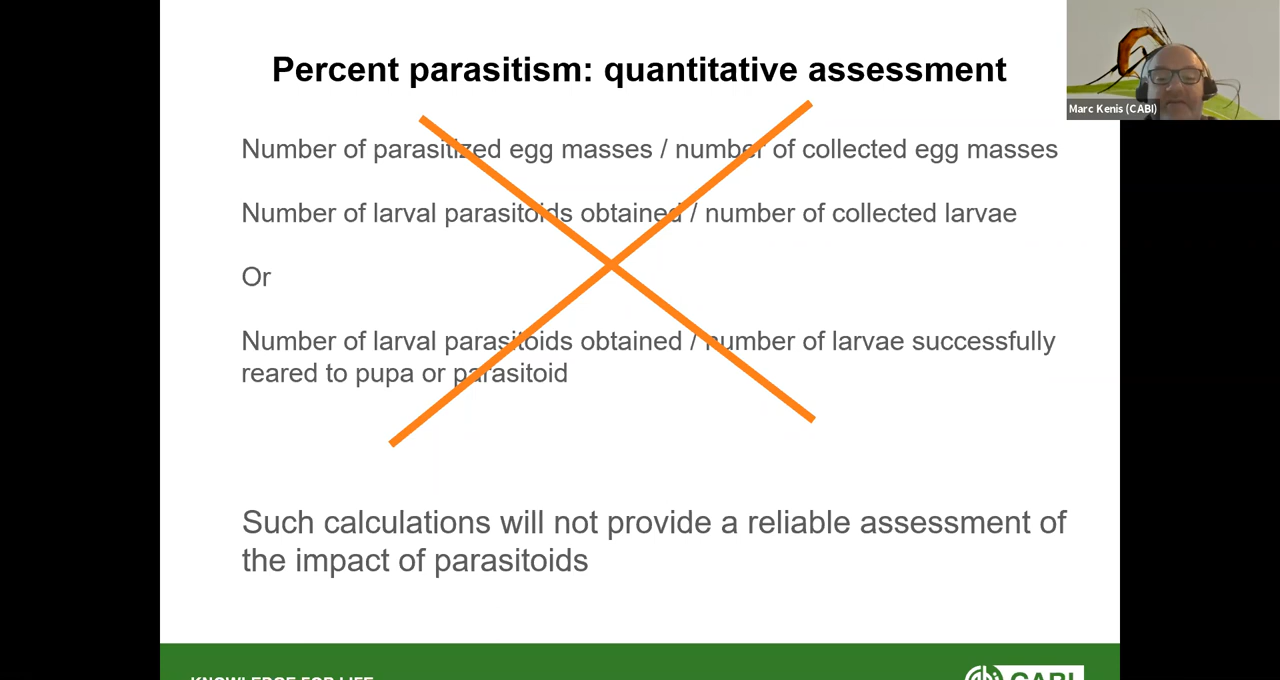 Percent parasitism: quantitative assessment
Marc Kenis (CABI)
Number of parasitized egg masses / number of collected egg masses
Number of larval parasitoids obtained / number of collected larvae
Or
Number of larval parasitoids obtained / number of larvae successfully
reared to pupa or parasitoid
Such calculations will not provide a reliable assessment of
the impact of parasitoids
KNOWLEDGE FOR LIFE
CABI